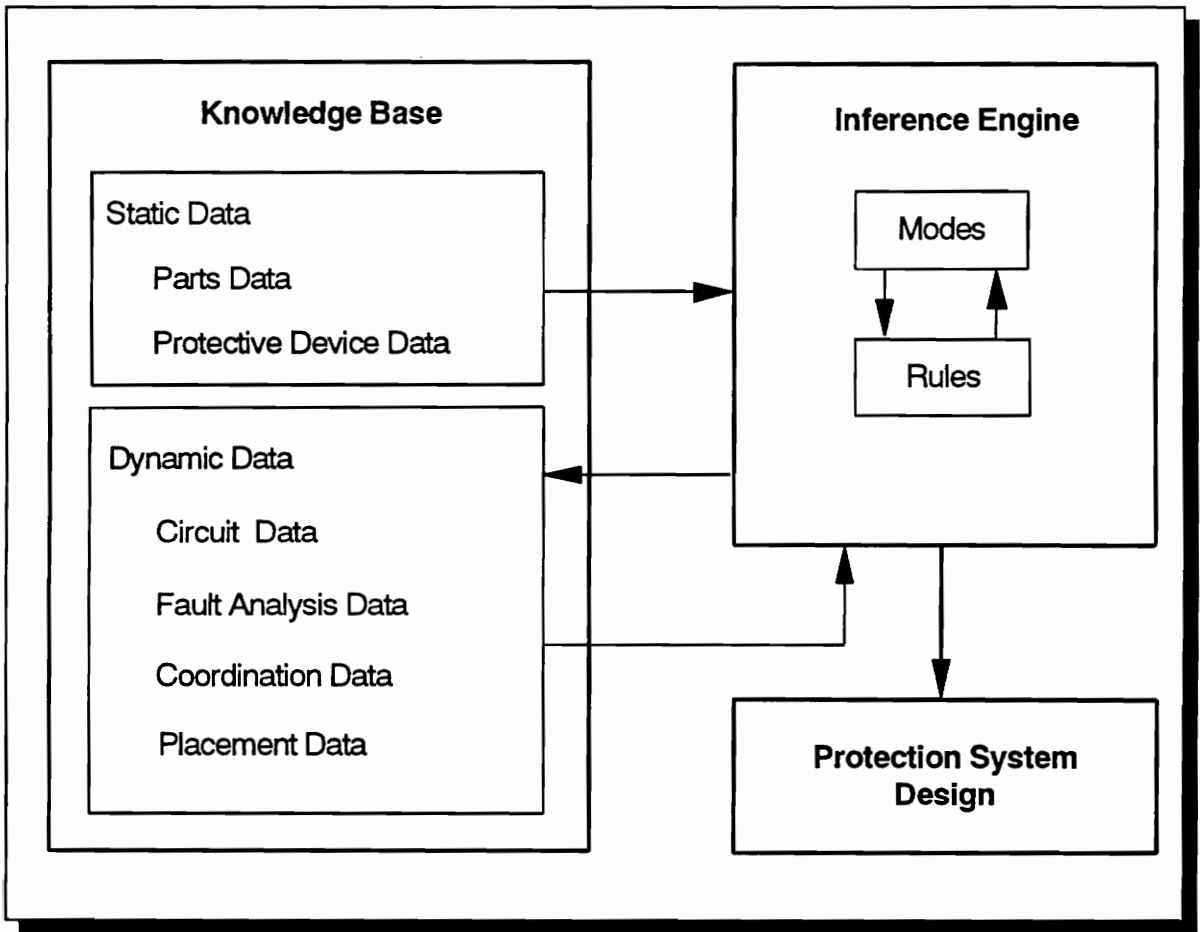 Knowledge Base
Static Data
Parts Data
Protective Device Data
Dynamic Data
Circuit Data
Fault Analysis Data
Coordination Data
Placement Data
Inference Engine
Modes
Rules
Protection System
Design